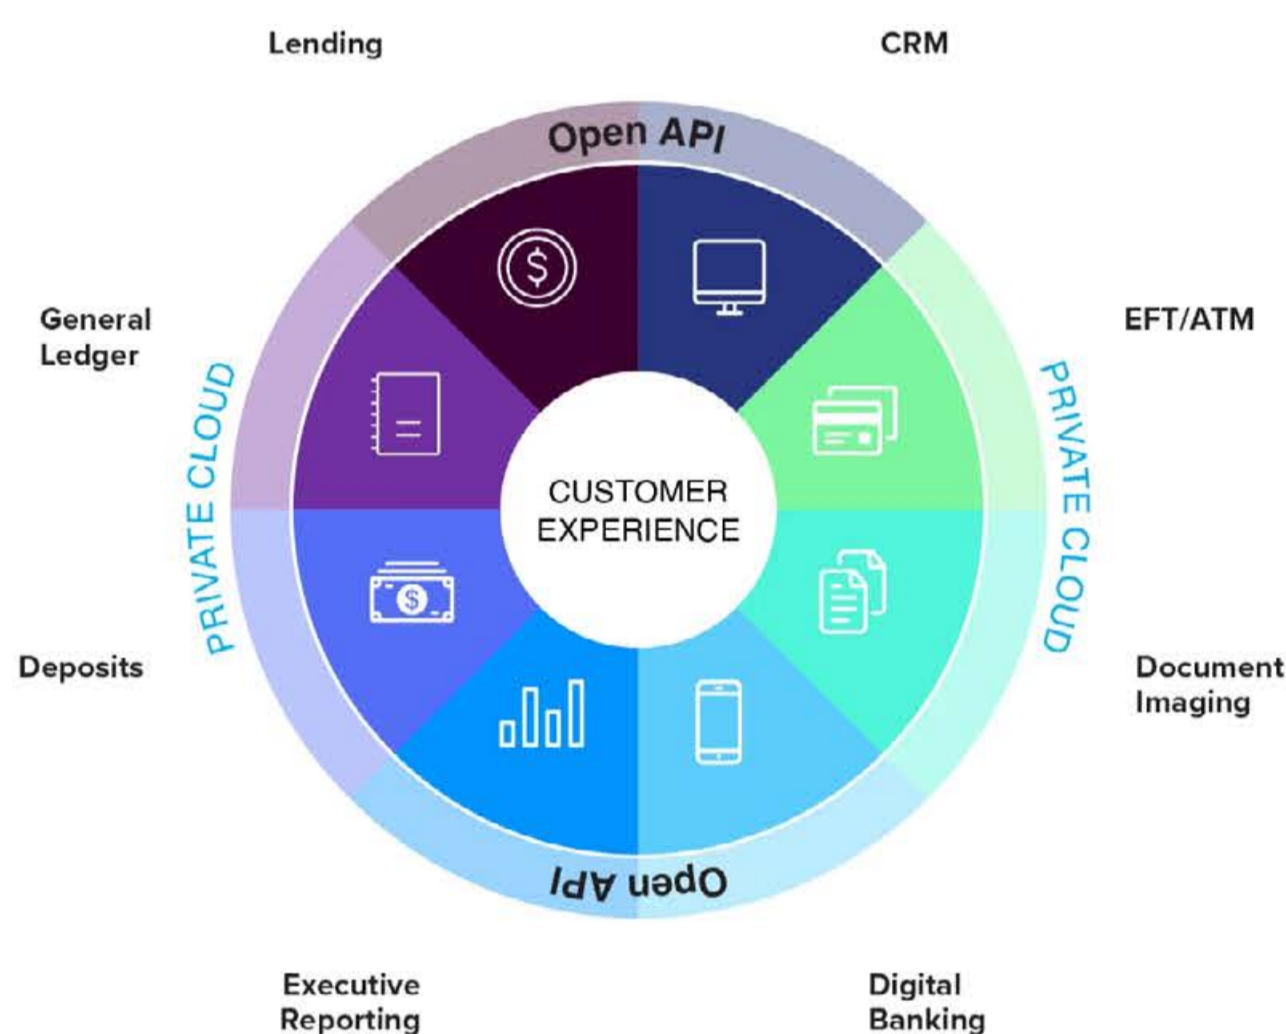 Lending
CRM
Open API
General
Ledger
EFT/ATM
PRIVATE CLOUD
PRIVATE CLOUD
CUSTOMER
EXPERIENCE
$
$
Deposits
Document
Imaging
Open API
Executive
Reporting
Digital
Banking